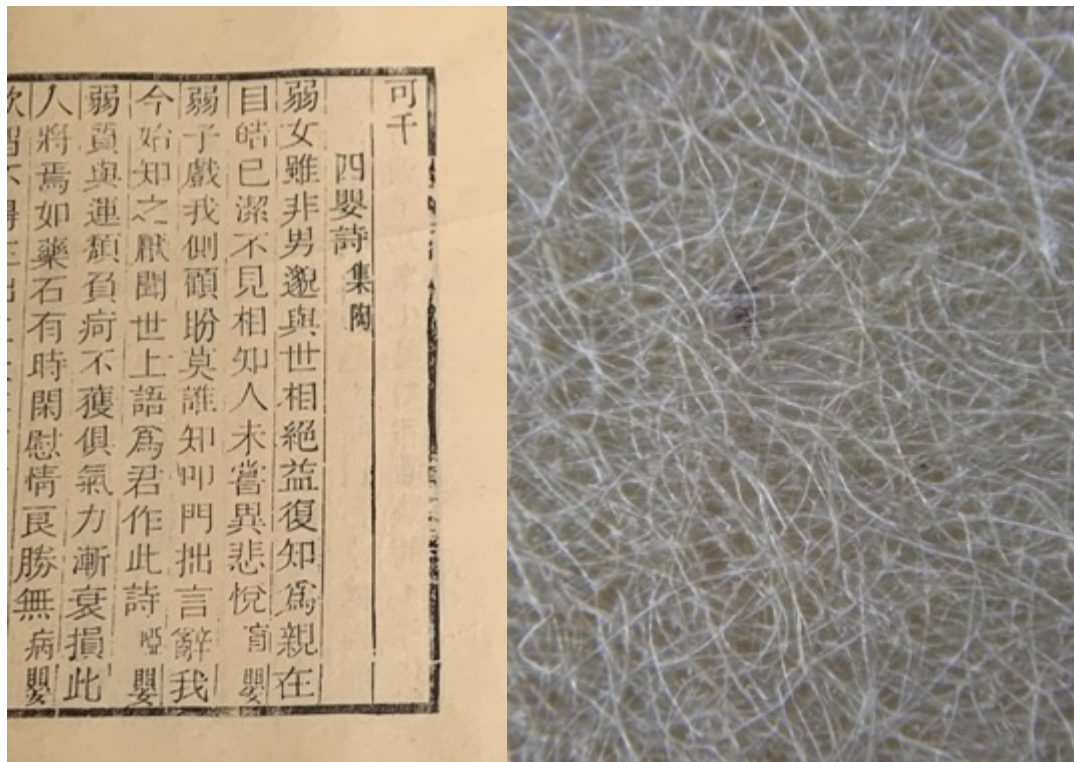 可千
四嬰詩集陶
弱女雖非男邈與世相絕益復知爲親在
目皓已潔不見相知人未嘗異悲悅盲嬰
弱子戲我側顧盼莫誰知叩門拙言辭我
今始知之厭聞世上語爲君作此詩啞嬰
弱質與運頹負疴不獲俱氣力漸衰損此
人將焉如藥石有時閑慰情良勝無病嬰